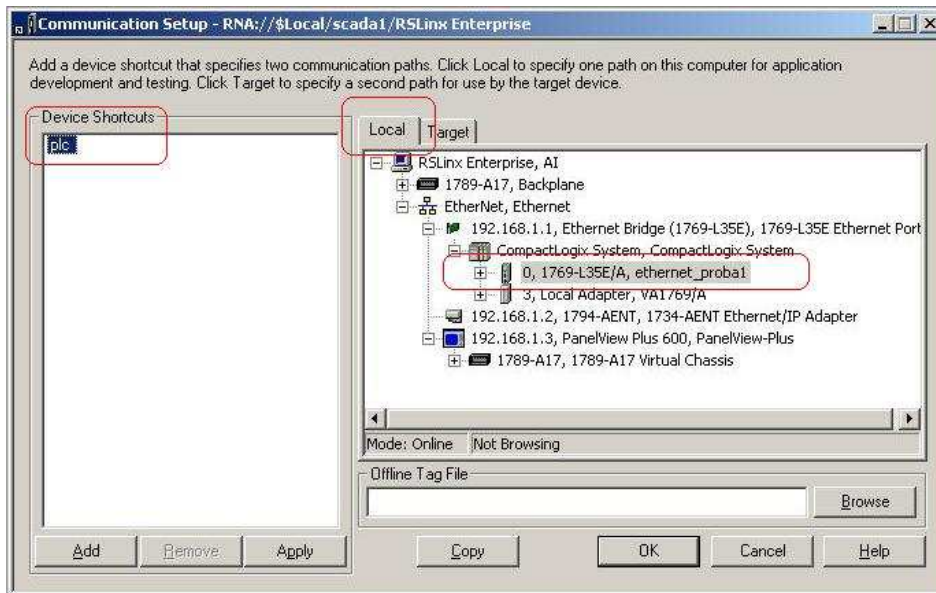 Communication Setup - RNA://$Local/scada1/RSLinx Enterprise
Add a device shortcut that specifies two communication paths. Click Local to specify one path on this computer for application
development and testing. Click Target to specify a second path for use by the target device.
Device Shortcuts
plc
Local
Target
RSLinx Enterprise, AI
1789-A17, Backplane
EtherNet, Ethernet
192.168.1.1, Ethernet Bridge (1769-L35E), 1769-L35E Ethernet Port
CompactLogix System, CompactLogix System
0, 1769-L35E/A, ethernet_proba1
3, Local Adapter, VA1769/A
192.168.1.2, 1794-AENT, 1734-AENT Ethernet/IP Adapter
192.168.1.3, PanelView Plus 600, PanelView-Plus
1789-A17, 1789-A17 Virtual Chassis
Mode: Online
Not Browsing
Offline Tag File
Browse
Add
Remove
Apply
Copy
OK
Cancel
Help